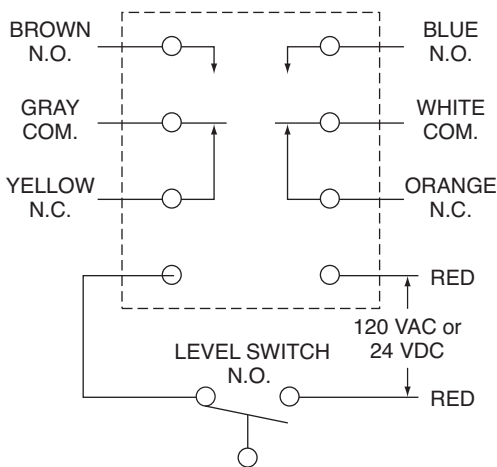 BROWN
N.O.
BLUE
N.O.
GRAY
COM.
WHITE
COM.
YELLOW
N.C.
ORANGE
N.C.
RED
120 VAC or
24 VDC
LEVEL SWITCH
N.O.
RED